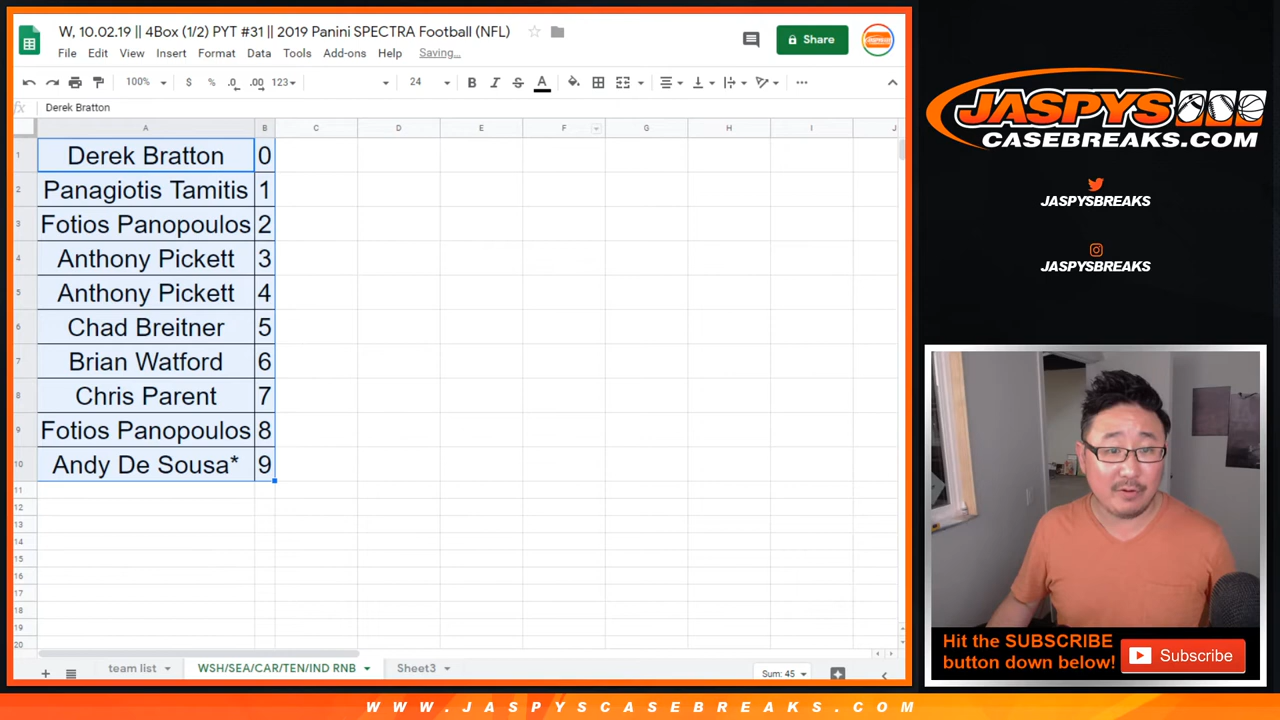 W, 10.02.19 || 4Box (1/2) PYT #31 || 2019 Panini SPECTRA Football (NFL)
File Edit View Insert Format Data Tools Add-ons Help Saving...
Share
100% $ % .0 .00 123 24 B I S A
fx Derek Bratton
A B C D E F G H I J
1 Derek Bratton 0
2 Panagiotis Tamitis 1
3 Fotios Panopoulos 2
4 Anthony Pickett 3
5 Anthony Pickett 4
6 Chad Breitner 5
7 Brian Watford 6
8 Chris Parent 7
9 Fotios Panopoulos 8
10 Andy De Sousa* 9
11
12
13
14
15
16
17
18
19
20
team list WSH/SEA/CAR/TEN/IND RNB Sheet3 Sum: 45
JASPYS
CASEBREAKS.COM
JASPYSBREAKS
JASPYSBREAKS
Hit the SUBSCRIBE
button down below!
Subscribe
WWW.JASPYSCASEBREAKS.COM